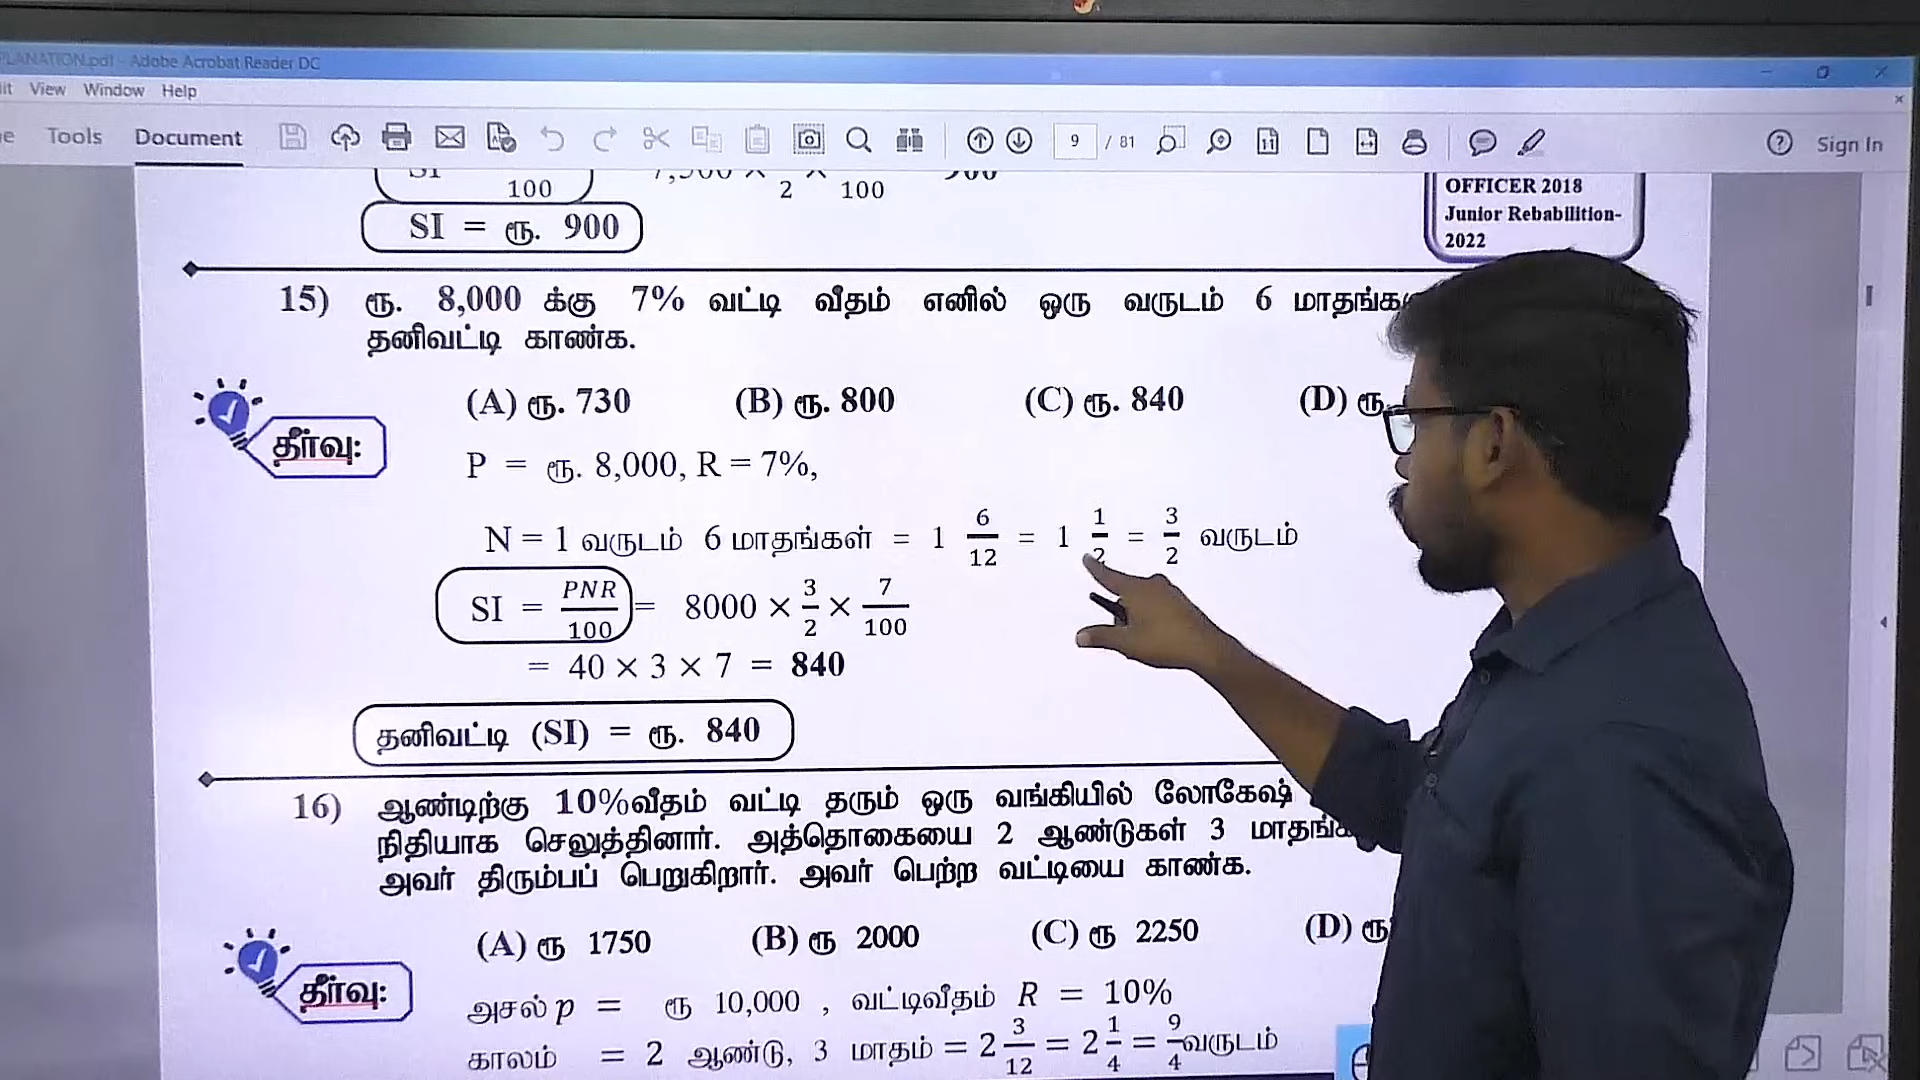 PLANATION.pdf - Adobe Acrobat Reader DC
View Window Help
Tools Document 9 / 81 Sign In
100 2 100
SI = ரூ. 900
OFFICER 2018
Junior Rebabilition-
2022
15) ரூ. 8,000 க்கு 7% வட்டி வீதம் எனில் ஒரு வருடம் 6
தனிவட்டி காண்க.
(A) ரூ. 730 (B) ரூ. 800 (C) ரூ. 840 (D) ரூ.
தீர்வு:
P = ரூ. 8,000, R = 7%,
N = 1 வருடம் 6 மாதங்கள் = 1 6/12 = 1 1/2 = 3/2 வருடம்
SI = PNR/100 = 8000 × 3/2 × 7/100
= 40 × 3 × 7 = 840
தனிவட்டி (SI) = ரூ. 840
16) ஆண்டிற்கு 10%வீதம் வட்டி தரும் ஒரு வங்கியில் லோகேஷ்
நிதியாக செலுத்தினார். அத்தொகையை 2 ஆண்டுகள் 3
அவர் திரும்பப் பெறுகிறார். அவர் பெற்ற வட்டியை காண்க.
(A) ரூ 1750 (B) ரூ 2000 (C) ரூ 2250 (D) ரூ
தீர்வு:
அசல் p = ரூ 10,000 , வட்டிவீதம் R = 10%
காலம் = 2 ஆண்டு, 3 மாதம் = 2 3/12 = 2 1/4 = 9/4 வருடம்